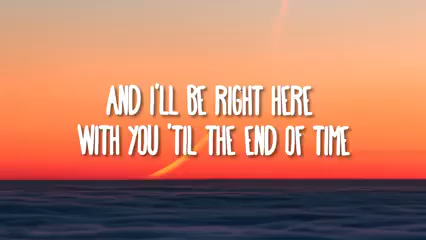 AND I'LL BE RIGHT HERE
WITH YOU 'TIL THE END OF TIME